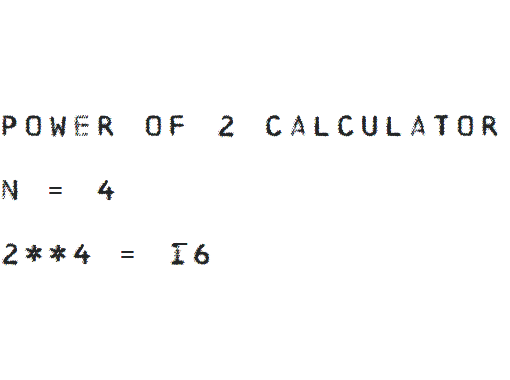 POWER OF 2 CALCULATOR
N = 4
2**4 = 16